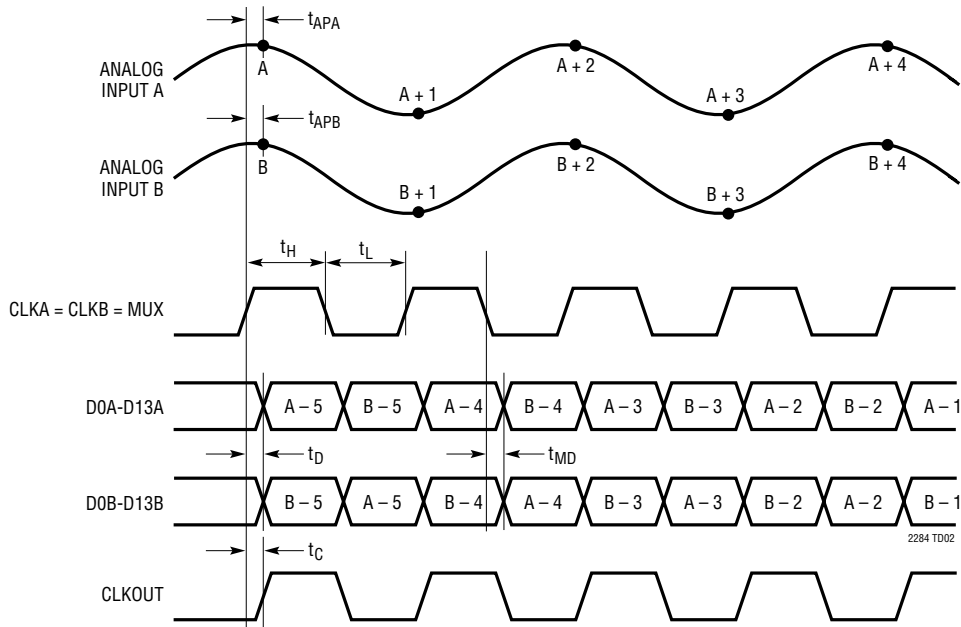 tAPA
ANALOG
INPUT A
A
A + 1
A + 2
A + 3
A + 4
tAPB
ANALOG
INPUT B
B
B + 1
B + 2
B + 3
B + 4
tH
tL
CLKA = CLKB = MUX
D0A-D13A
A – 5
B – 5
A – 4
B – 4
A – 3
B – 3
A – 2
B – 2
A – 1
tD
tMD
D0B-D13B
B – 5
A – 5
B – 4
A – 4
B – 3
A – 3
B – 2
A – 2
B – 1
2284 TD02
tC
CLKOUT